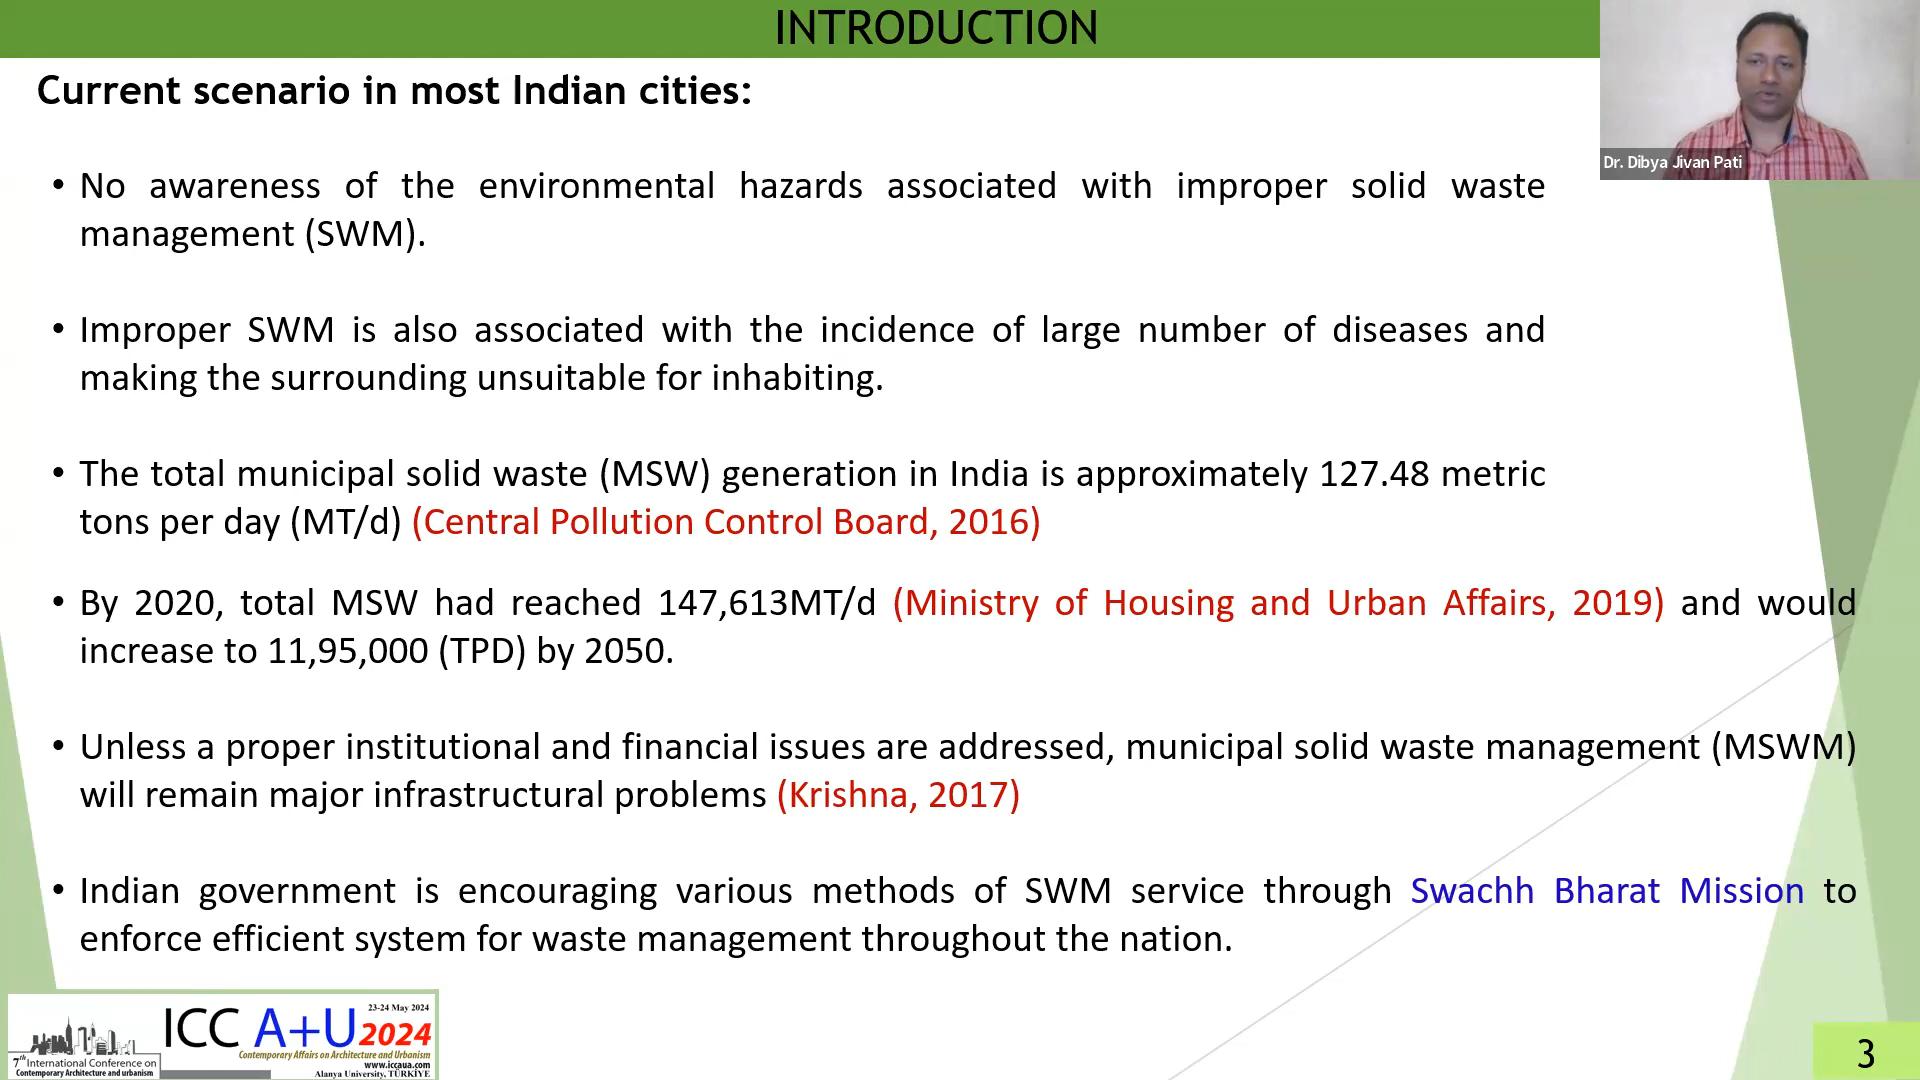 INTRODUCTION
Dr. Dibya Jivan Pati
Current scenario in most Indian cities:
• No awareness of the environmental hazards associated with improper solid waste
management (SWM).
• Improper SWM is also associated with the incidence of large number of diseases and
making the surrounding unsuitable for inhabiting.
• The total municipal solid waste (MSW) generation in India is approximately 127.48 metric
tons per day (MT/d) (Central Pollution Control Board, 2016)
• By 2020, total MSW had reached 147,613MT/d (Ministry of Housing and Urban Affairs, 2019) and would
increase to 11,95,000 (TPD) by 2050.
• Unless a proper institutional and financial issues are addressed, municipal solid waste management (MSWM)
will remain major infrastructural problems (Krishna, 2017)
• Indian government is encouraging various methods of SWM service through Swachh Bharat Mission to
enforce efficient system for waste management throughout the nation.
23-24 May 2024
ICC A+U 2024
Contemporary Affairs on Architecture and Urbanism
7th International Conference on
Contemporary Architecture and urbanism
www.iccaua.com
Alanya University, TÜRKİYE
3